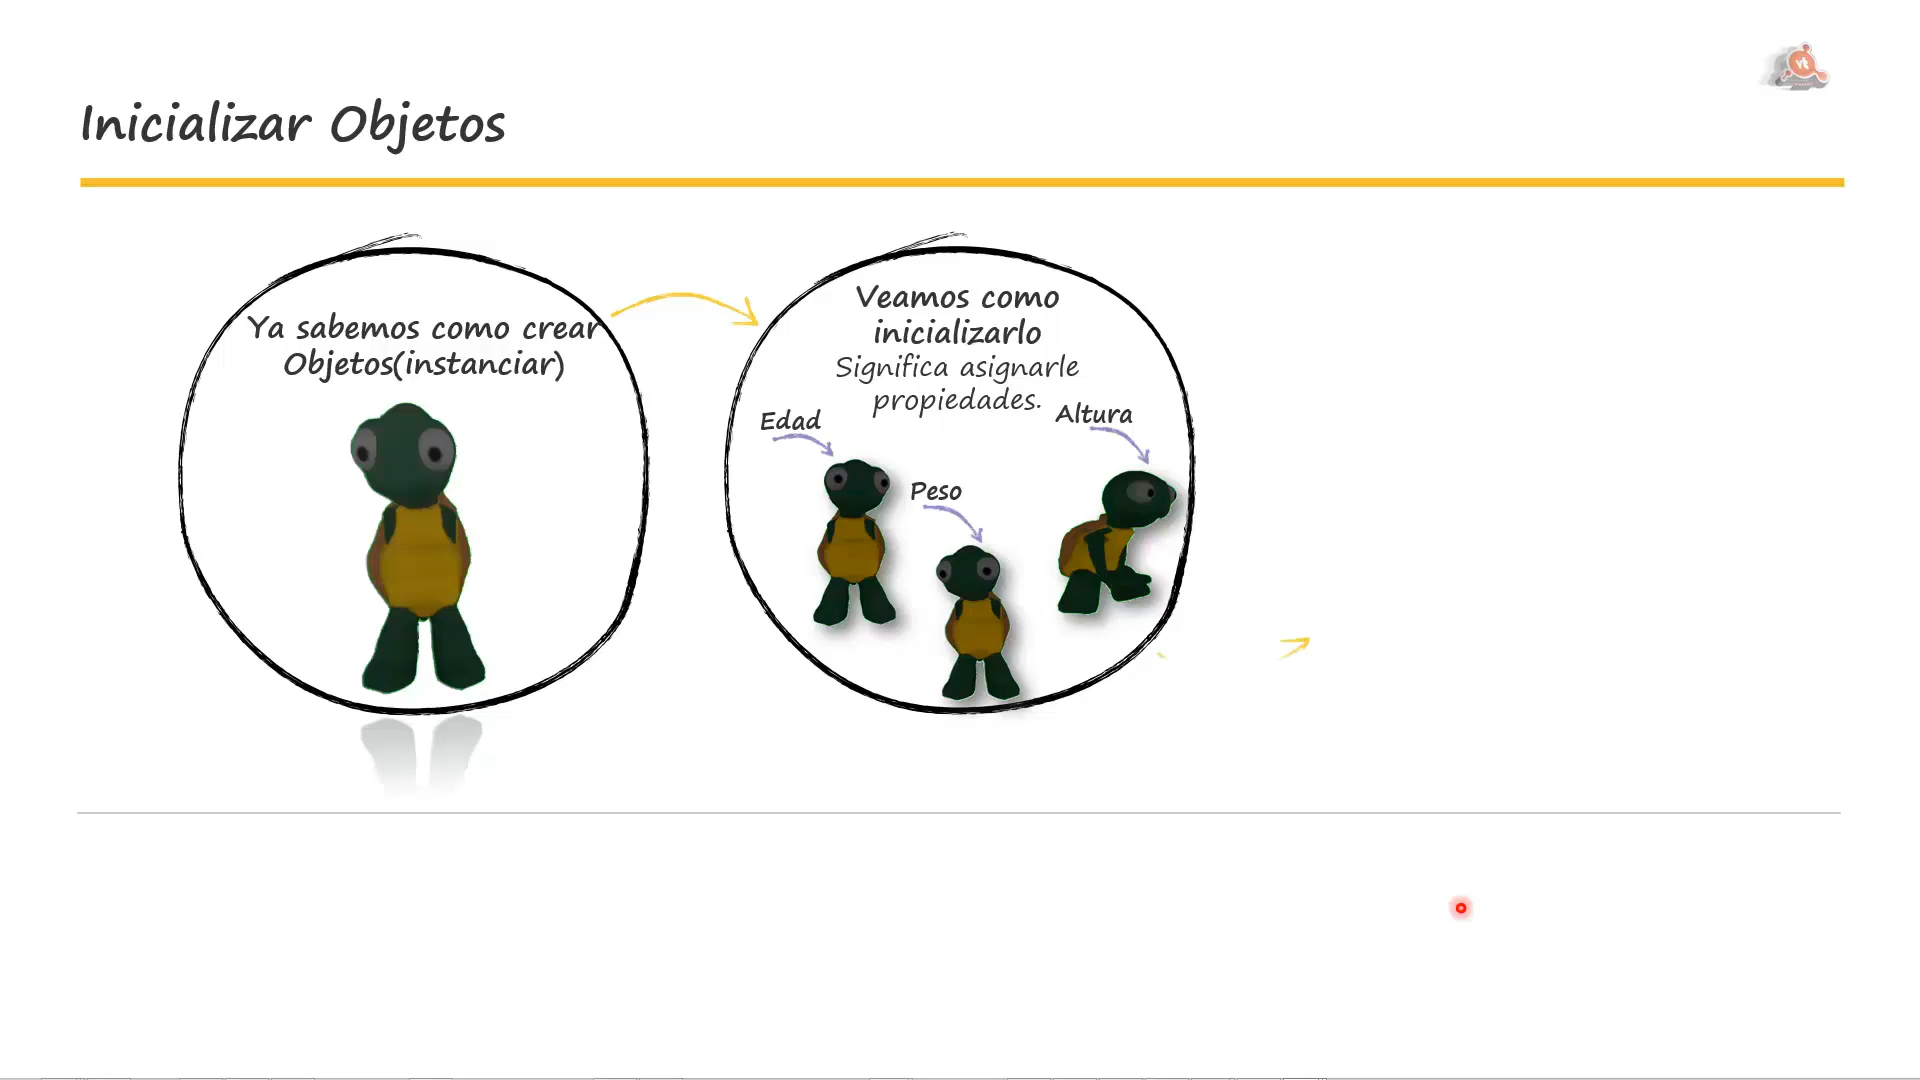 Inicializar Objetos
Ya sabemos como crear
Objetos(instanciar)
Veamos como
inicializarlo
Significa asignarle
propiedades.
Edad
Altura
Peso